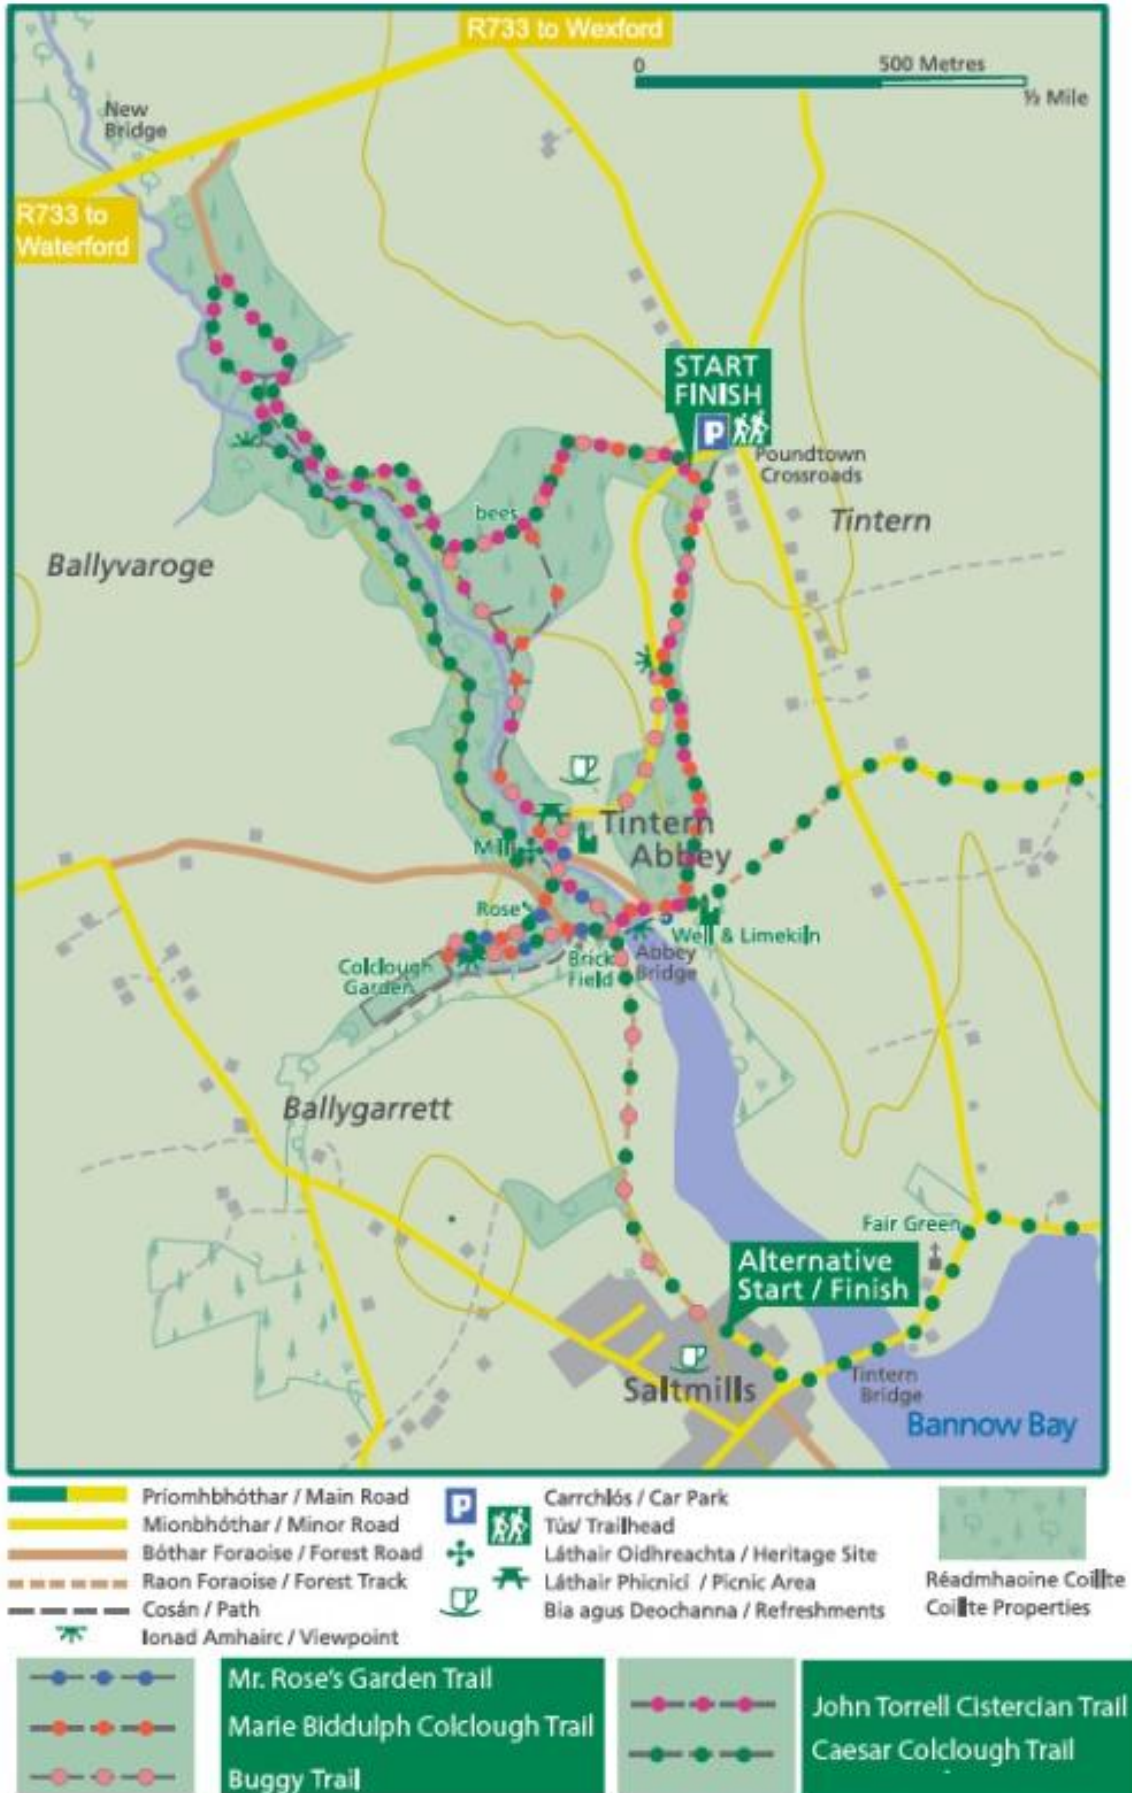 R733 to Wexford
0
500 Metres
½ Mile
New
Bridge
R733 to
Waterford
START
FINISH
P
Poundtown
Crossroads
bees
Tintern
Ballyvaroge
Tintern
Abbey
Mill
Rose's
Well & Limekiln
Colclough
Garden
Brick
Field
Abbey
Bridge
Ballygarrett
Fair Green
Alternative
Start / Finish
Saltmills
Tintern
Bridge
Bannow Bay
Príomhbhóthar / Main Road
Mionbhóthar / Minor Road
Bóthar Foraoise / Forest Road
Raon Foraoise / Forest Track
Cosán / Path
Ionad Amhairc / Viewpoint
P
Carrchlós / Car Park
Tús/ Trailhead
Láthair Oidhreachta / Heritage Site
Láthair Phicnicí / Picnic Area
Bia agus Deochanna / Refreshments
Réadmhaoine Coillte
Coillte Properties
Mr. Rose's Garden Trail
Marie Biddulph Colclough Trail
Buggy Trail
John Torrell Cistercian Trail
Caesar Colclough Trail